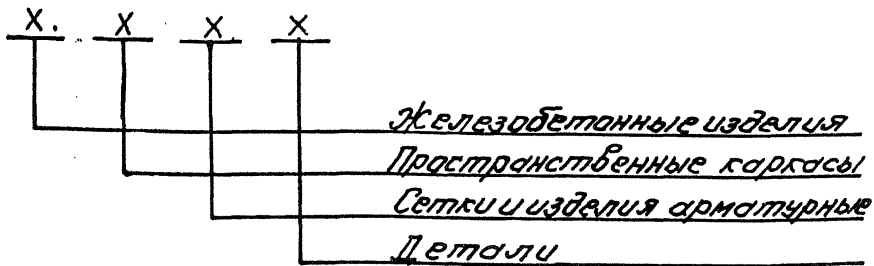 X. X X X
Железобетонные изделия
Пространственные каркасы
Сетки и изделия арматурные
Детали